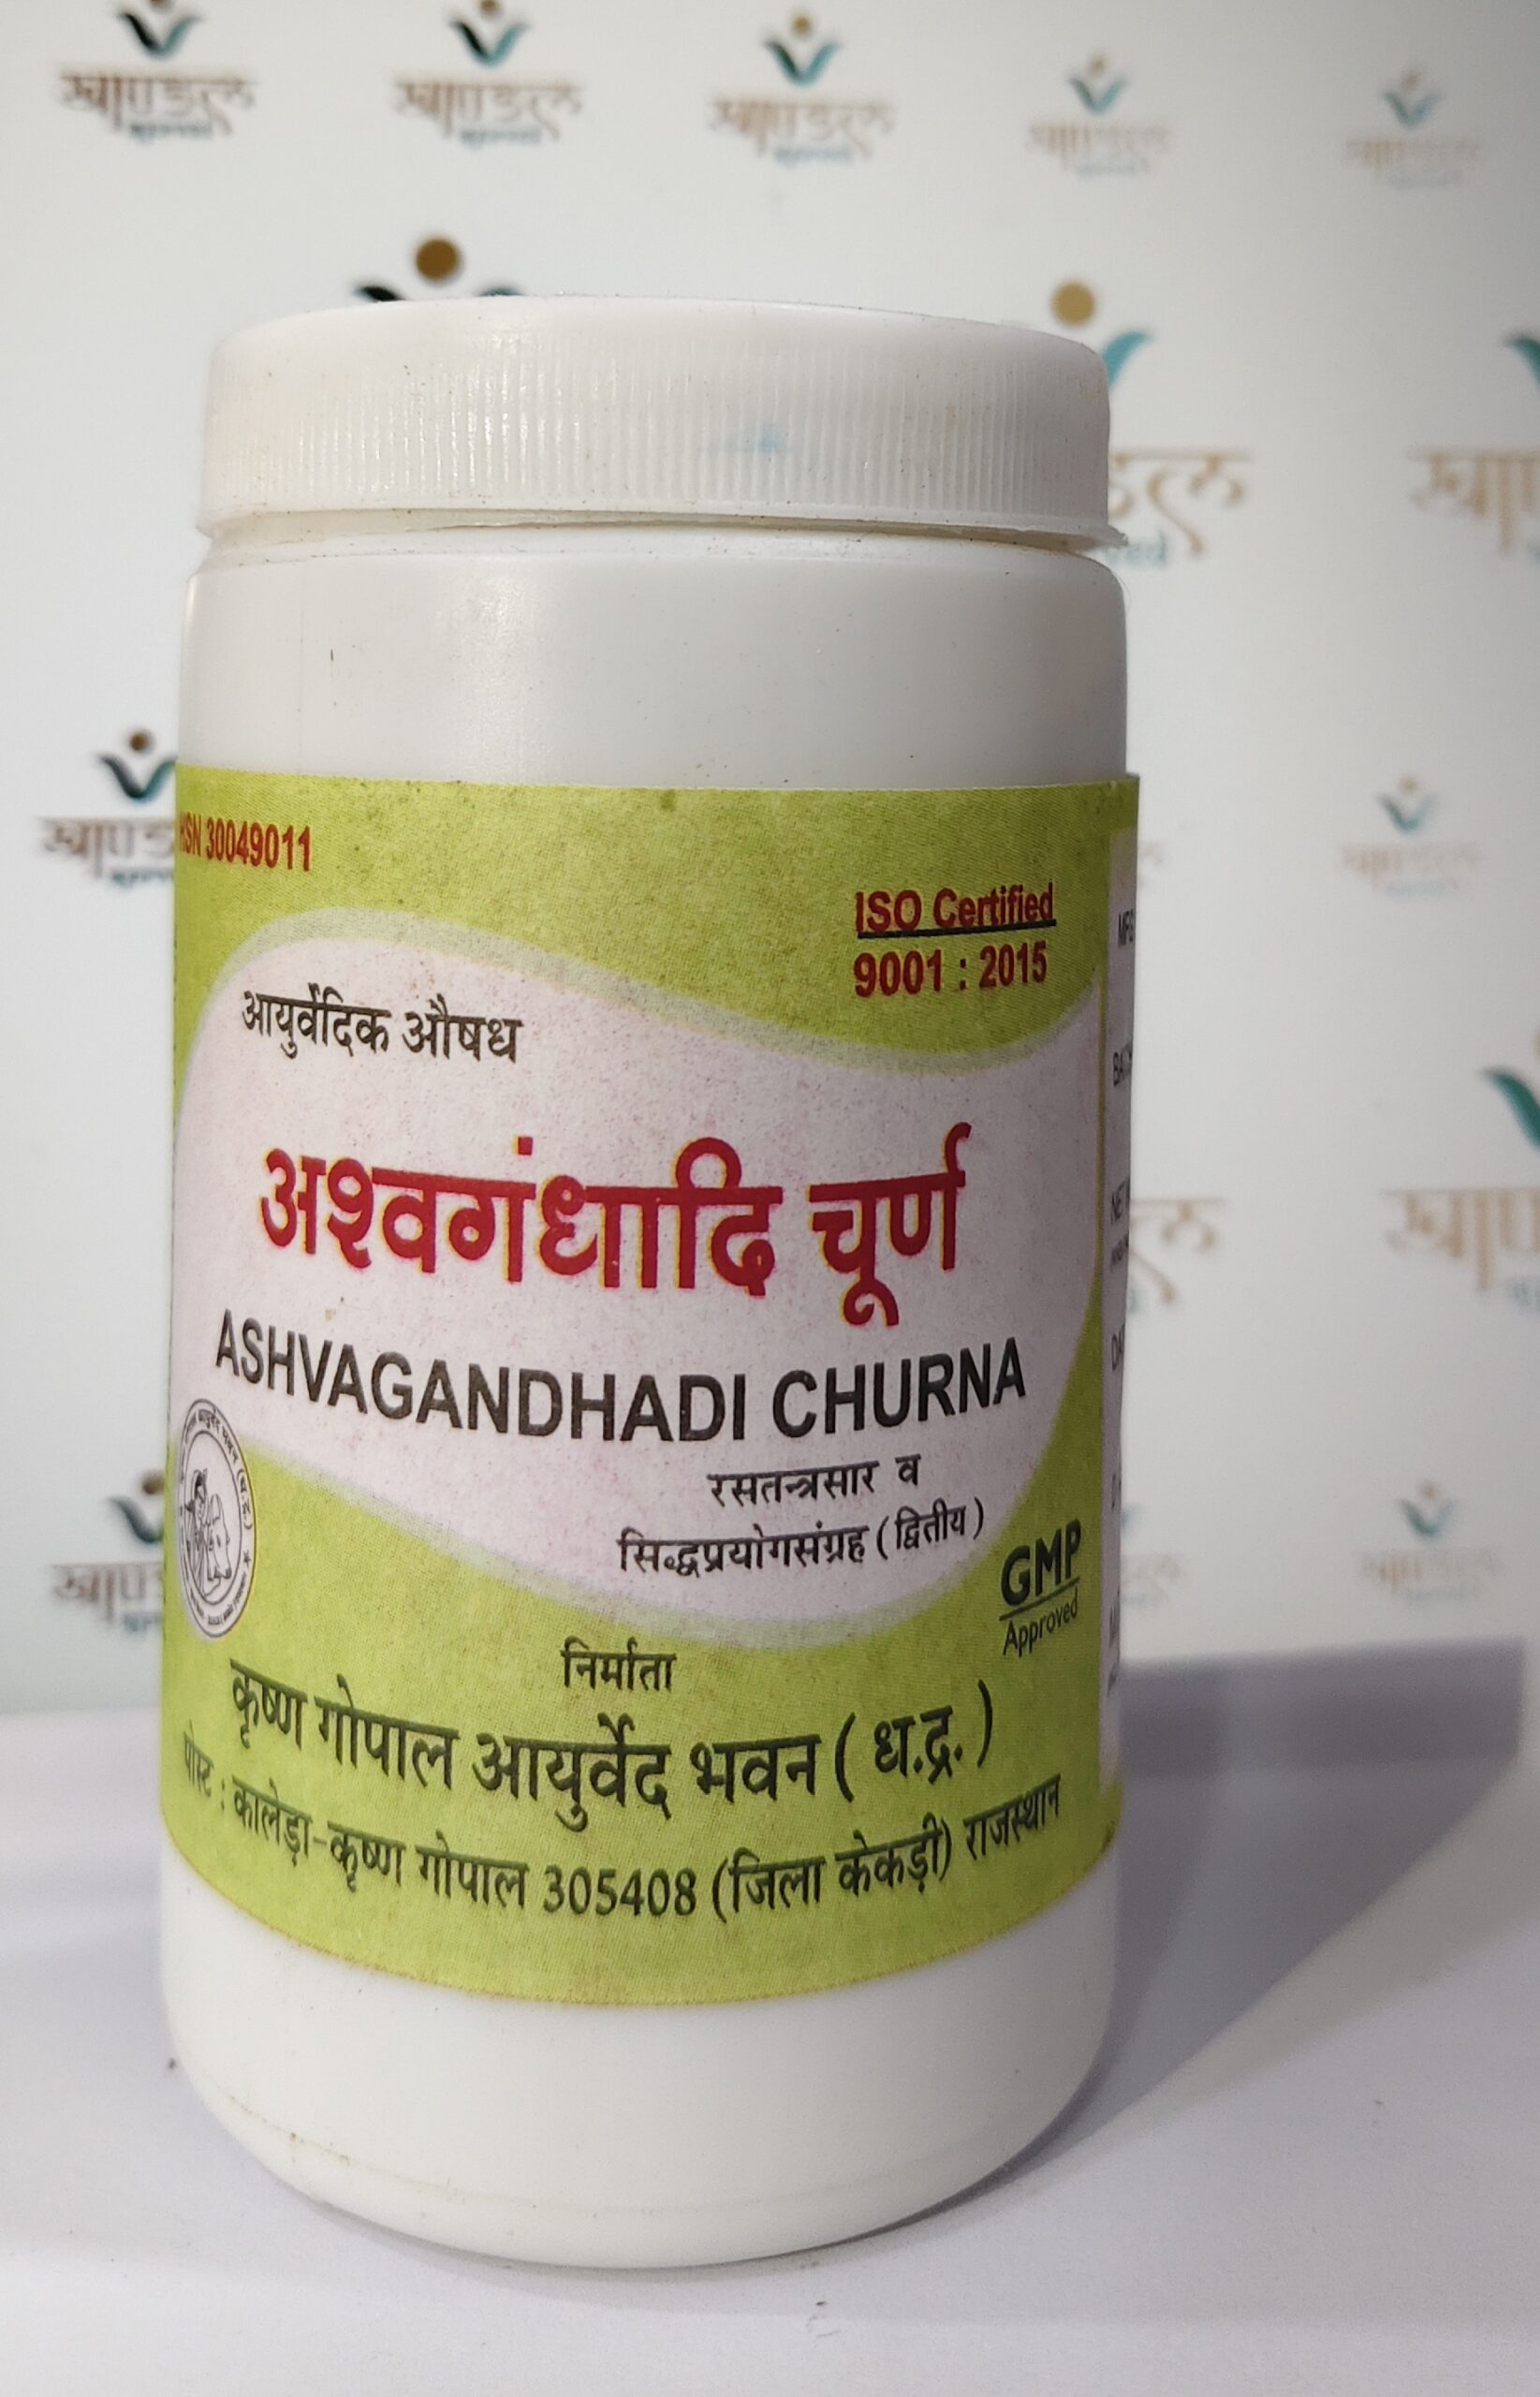 HSN 30049011
ISO Certified
9001 : 2015
आयुर्वेदिक औषध
अश्वगंधादि चूर्ण
ASHVAGANDHADI CHURNA
रसतन्त्रसार व
सिद्धप्रयोगसंग्रह (द्वितीय)
GMP
Approved
निर्माता
कृष्ण गोपाल आयुर्वेद भवन ( ध.द्र. )
पोस्ट : कालेड़ा-कृष्ण गोपाल 305408 (जिला केकड़ी) राजस्थान